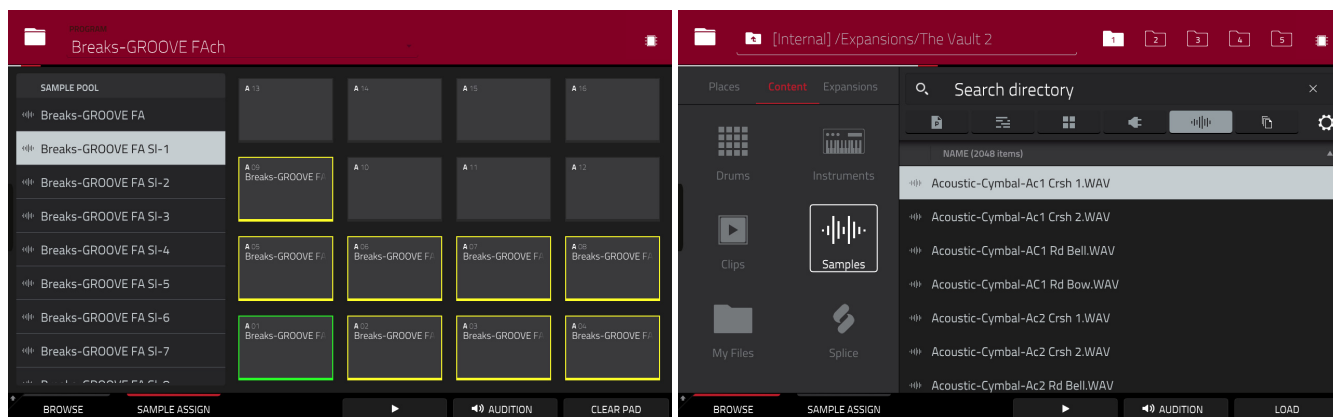 PROGRAM
Breaks-GROOVE FAch
SAMPLE POOL
Breaks-GROOVE FA
Breaks-GROOVE FA Sl-1
Breaks-GROOVE FA Sl-2
Breaks-GROOVE FA Sl-3
Breaks-GROOVE FA Sl-4
Breaks-GROOVE FA Sl-5
Breaks-GROOVE FA Sl-6
Breaks-GROOVE FA Sl-7
A 13
A 14
A 15
A 16
A 09
Breaks-GROOVE FA
A 10
A 11
A 12
A 05
Breaks-GROOVE FA
A 06
Breaks-GROOVE FA
A 07
Breaks-GROOVE FA
A 08
Breaks-GROOVE FA
A 01
Breaks-GROOVE FA
A 02
Breaks-GROOVE FA
A 03
Breaks-GROOVE FA
A 04
Breaks-GROOVE FA
BROWSE
SAMPLE ASSIGN
AUDITION
CLEAR PAD
[Internal] /Expansions/The Vault 2
1
2
3
4
5
Places
Content
Expansions
Drums
Instruments
Clips
Samples
My Files
Splice
Search directory
NAME (2048 items)
Acoustic-Cymbal-Ac1 Crsh 1.WAV
Acoustic-Cymbal-Ac1 Crsh 2.WAV
Acoustic-Cymbal-AC1 Rd Bell.WAV
Acoustic-Cymbal-AC1 Rd Bow.WAV
Acoustic-Cymbal-Ac2 Crsh 1.WAV
Acoustic-Cymbal-Ac2 Crsh 2.WAV
Acoustic-Cymbal-Ac2 Rd Bell.WAV
BROWSE
SAMPLE ASSIGN
AUDITION
LOAD